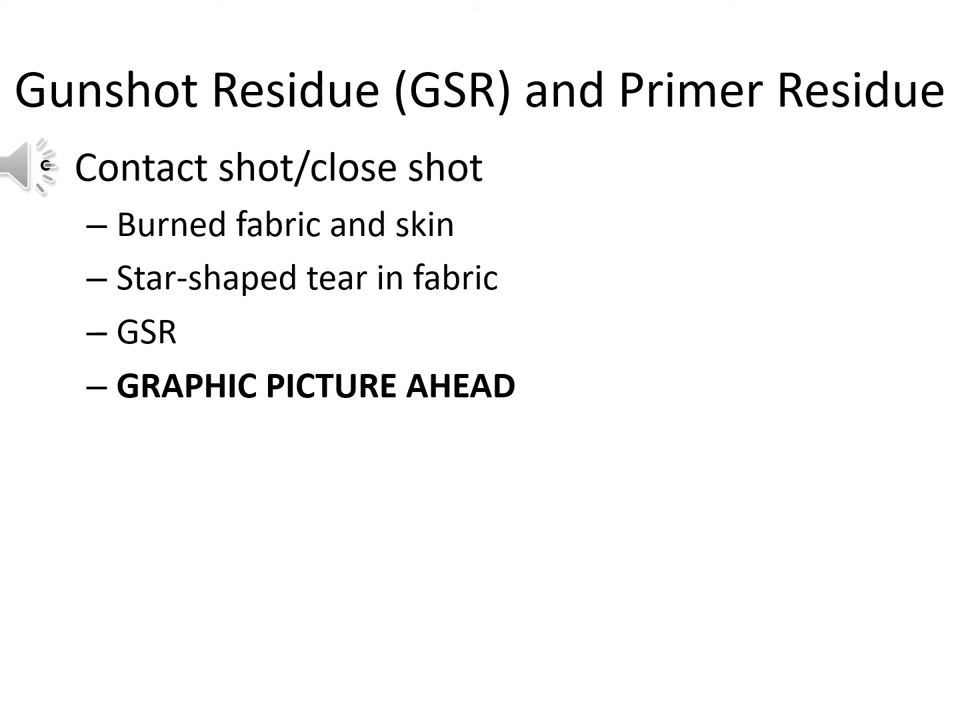 Gunshot Residue (GSR) and Primer Residue
Contact shot/close shot
– Burned fabric and skin
– Star-shaped tear in fabric
– GSR
– GRAPHIC PICTURE AHEAD